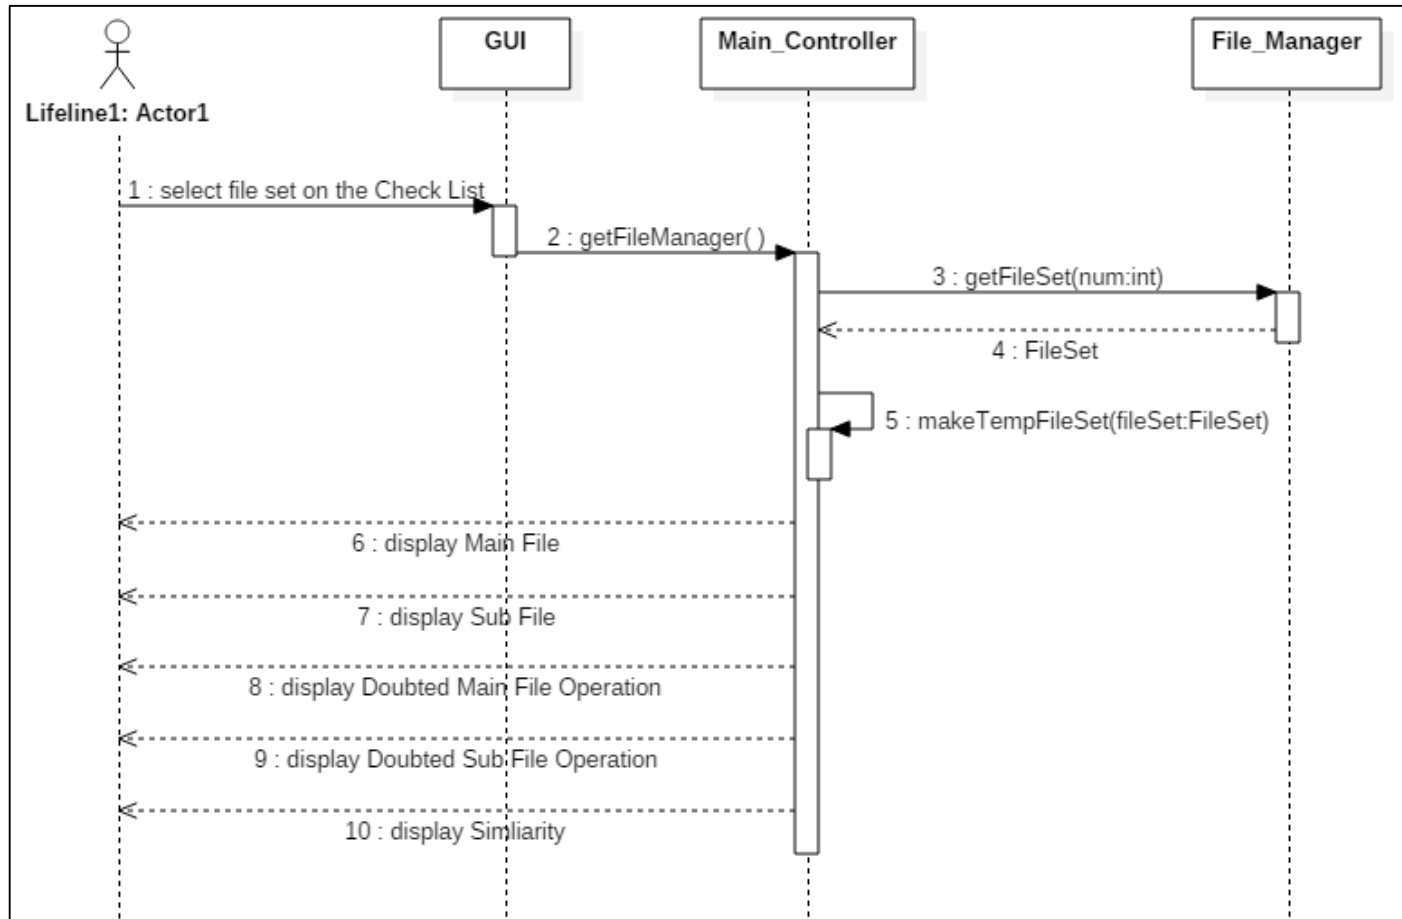 GUI
Main_Controller
File_Manager
Lifeline1: Actor1
1 : select file set on the Check List
2 : getFileManager( )
3 : getFileSet(num:int)
4 : FileSet
5 : makeTempFileSet(fileSet:FileSet)
6 : display Main File
7 : display Sub File
8 : display Doubted Main File Operation
9 : display Doubted Sub File Operation
10 : display Simliarity